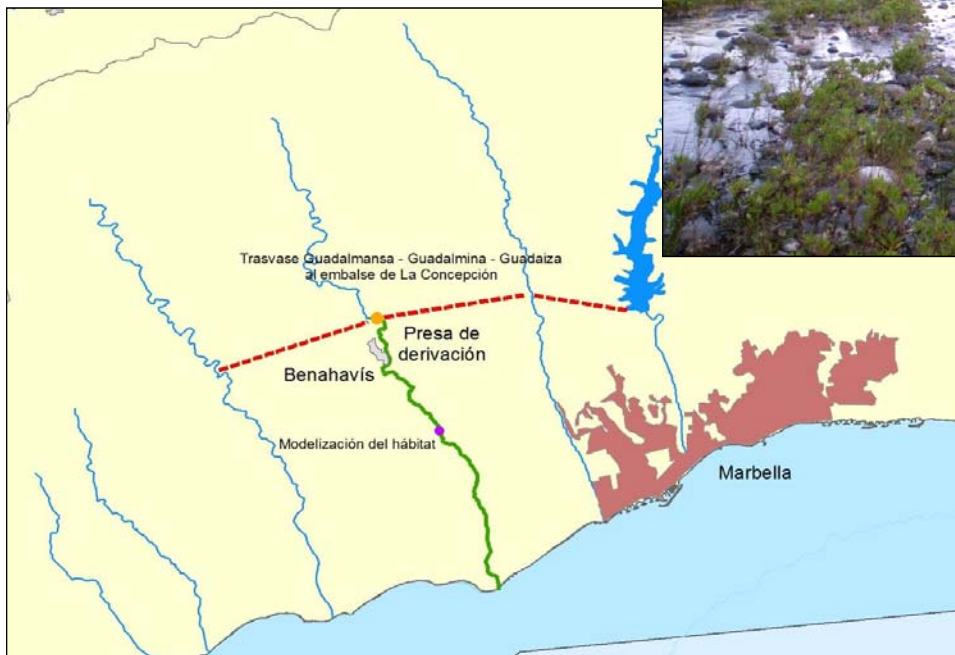 Trasvase Guadalmansa - Guadalmina - Guadaiza
al embalse de La Concepción
Presa de
derivación
Benahavís
Modelización del hábitat
Marbella